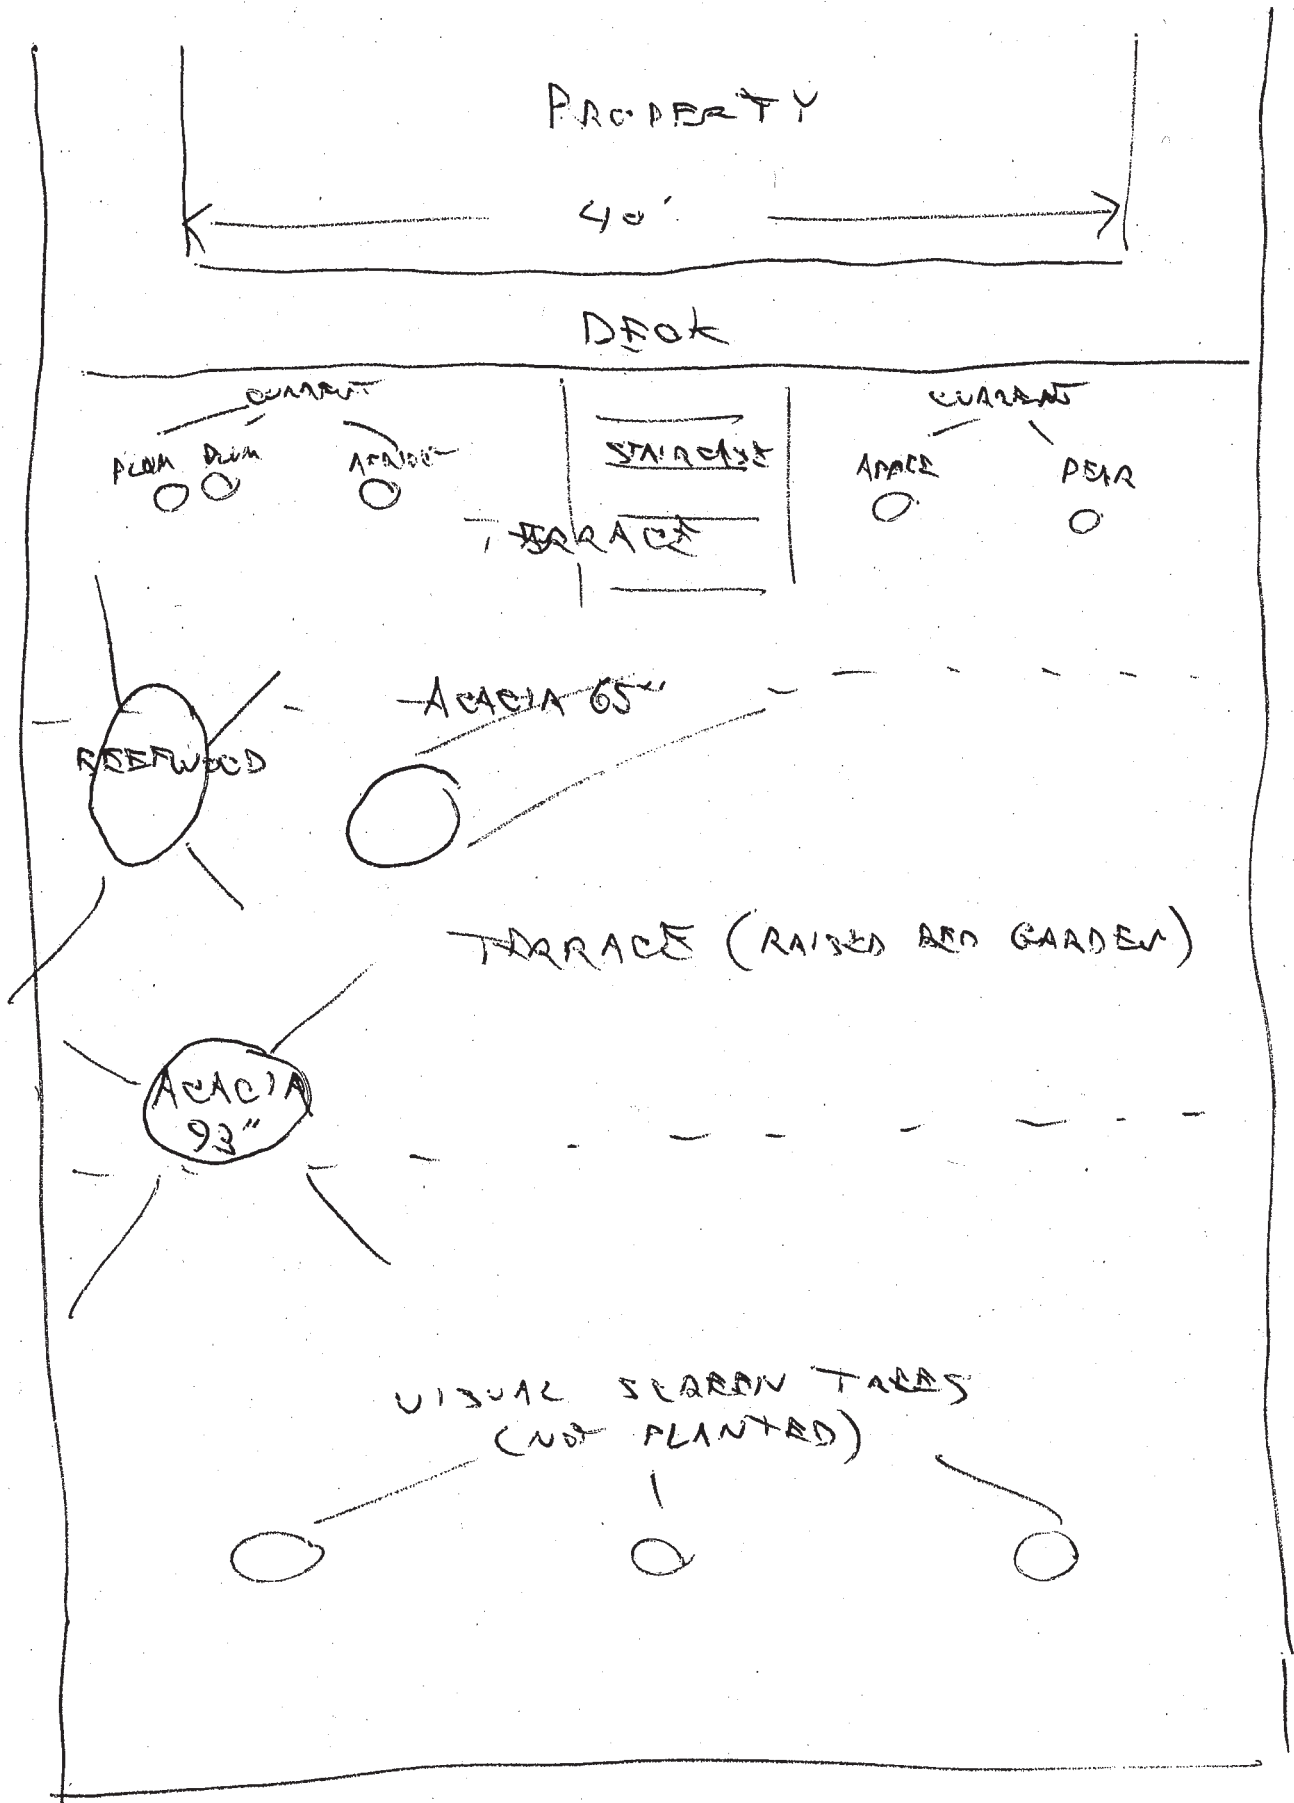 PROPERTY
40'
DECK
CURRENT
CURRENT
PLUM PLUM
STAIRCASE
APPLE
PEAR
TERRACE
ACACIA 65"
REDWOOD
TERRACE (RAISED BED GARDEN)
ACACIA
93"
VISUAL SCREEN TREES
(NOT PLANTED)